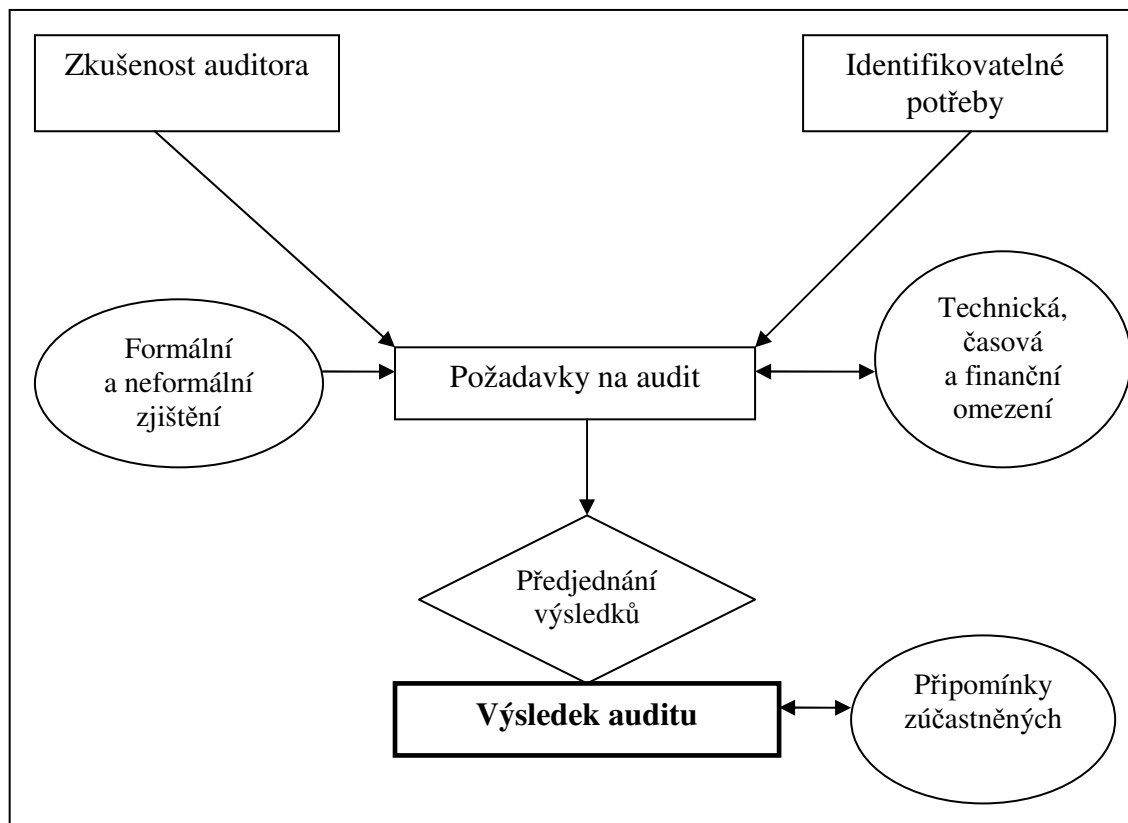 Zkušenost auditora
Identifikovatelné
potřeby
Formální
a neformální
zjištění
Požadavky na audit
Technická,
časová
a finanční
omezení
Předjednání
výsledků
Výsledek auditu
Připomínky
zúčastněných